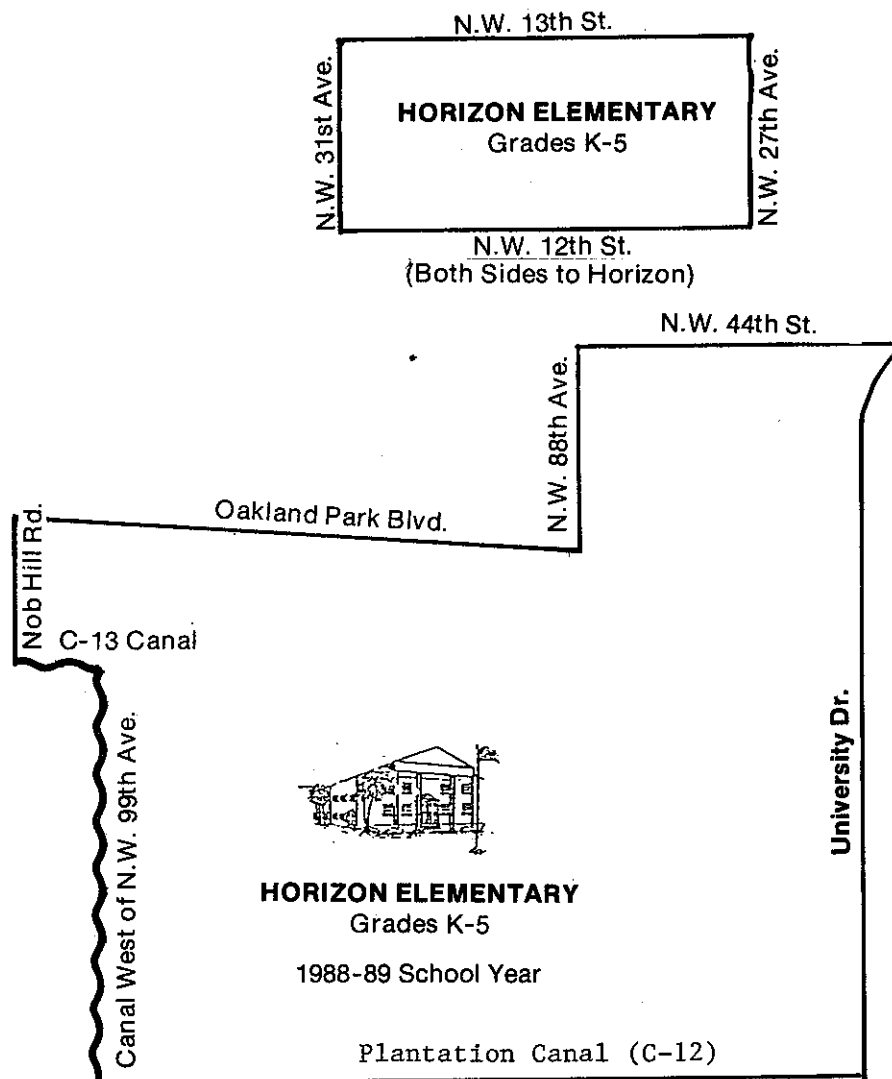 N.W. 13th St.
N.W. 31st Ave.
HORIZON ELEMENTARY
Grades K-5
N.W. 27th Ave.
N.W. 12th St.
(Both Sides to Horizon)
N.W. 44th St.
N.W. 88th Ave.
Oakland Park Blvd.
Nob Hill Rd.
C-13 Canal
Canal West of N.W. 99th Ave.
University Dr.
HORIZON ELEMENTARY
Grades K-5
1988-89 School Year
Plantation Canal (C-12)